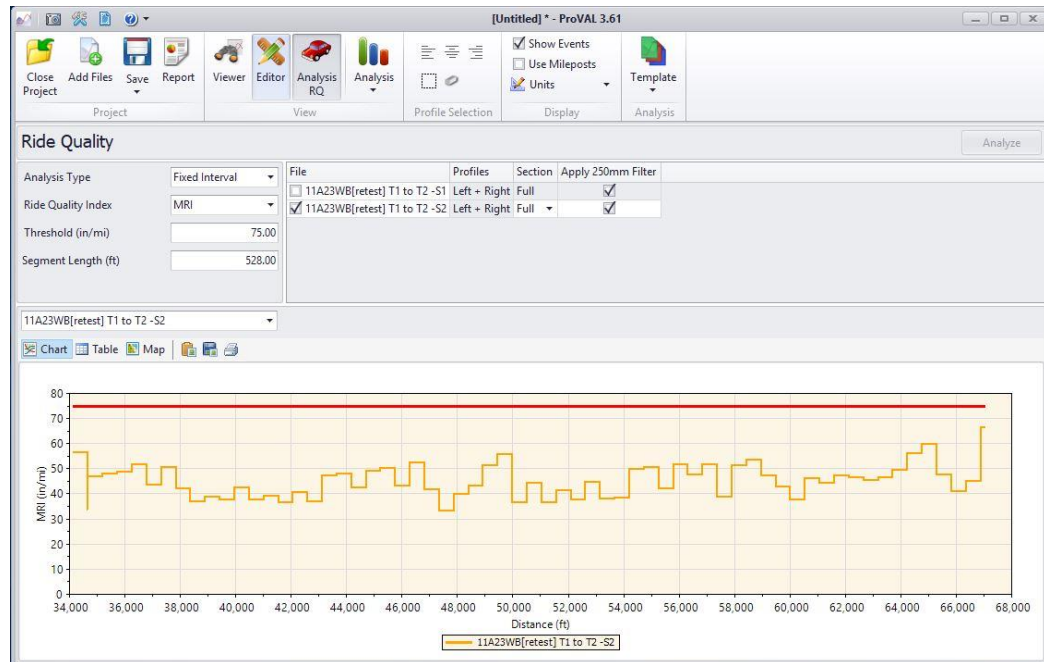 [Untitled] * - ProVAL 3.61
Close Project
Add Files
Save
Report
Viewer
Editor
Analysis RQ
Analysis
Show Events
Use Mileposts
Units
Template
Project
View
Profile Selection
Display
Analysis
Ride Quality
Analyze
Analysis Type Fixed Interval
Ride Quality Index MRI
Threshold (in/mi) 75.00
Segment Length (ft) 528.00
File Profiles Section Apply 250mm Filter
11A23WB[retest] T1 to T2 -S1 Left + Right Full
11A23WB[retest] T1 to T2 -S2 Left + Right Full
11A23WB[retest] T1 to T2 -S2
Chart Table Map
MRI (in/mi)
80
70
60
50
40
30
20
10
0
34,000 36,000 38,000 40,000 42,000 44,000 46,000 48,000 50,000 52,000 54,000 56,000 58,000 60,000 62,000 64,000 66,000 68,000
Distance (ft)
11A23WB[retest] T1 to T2 -S2